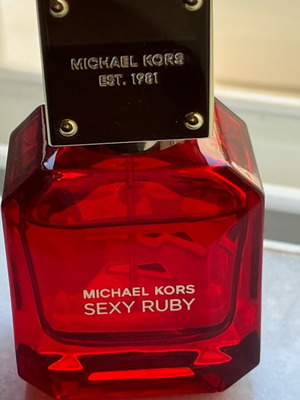 MICHAEL KORS
EST. 1981
MICHAEL KORS
SEXY RUBY